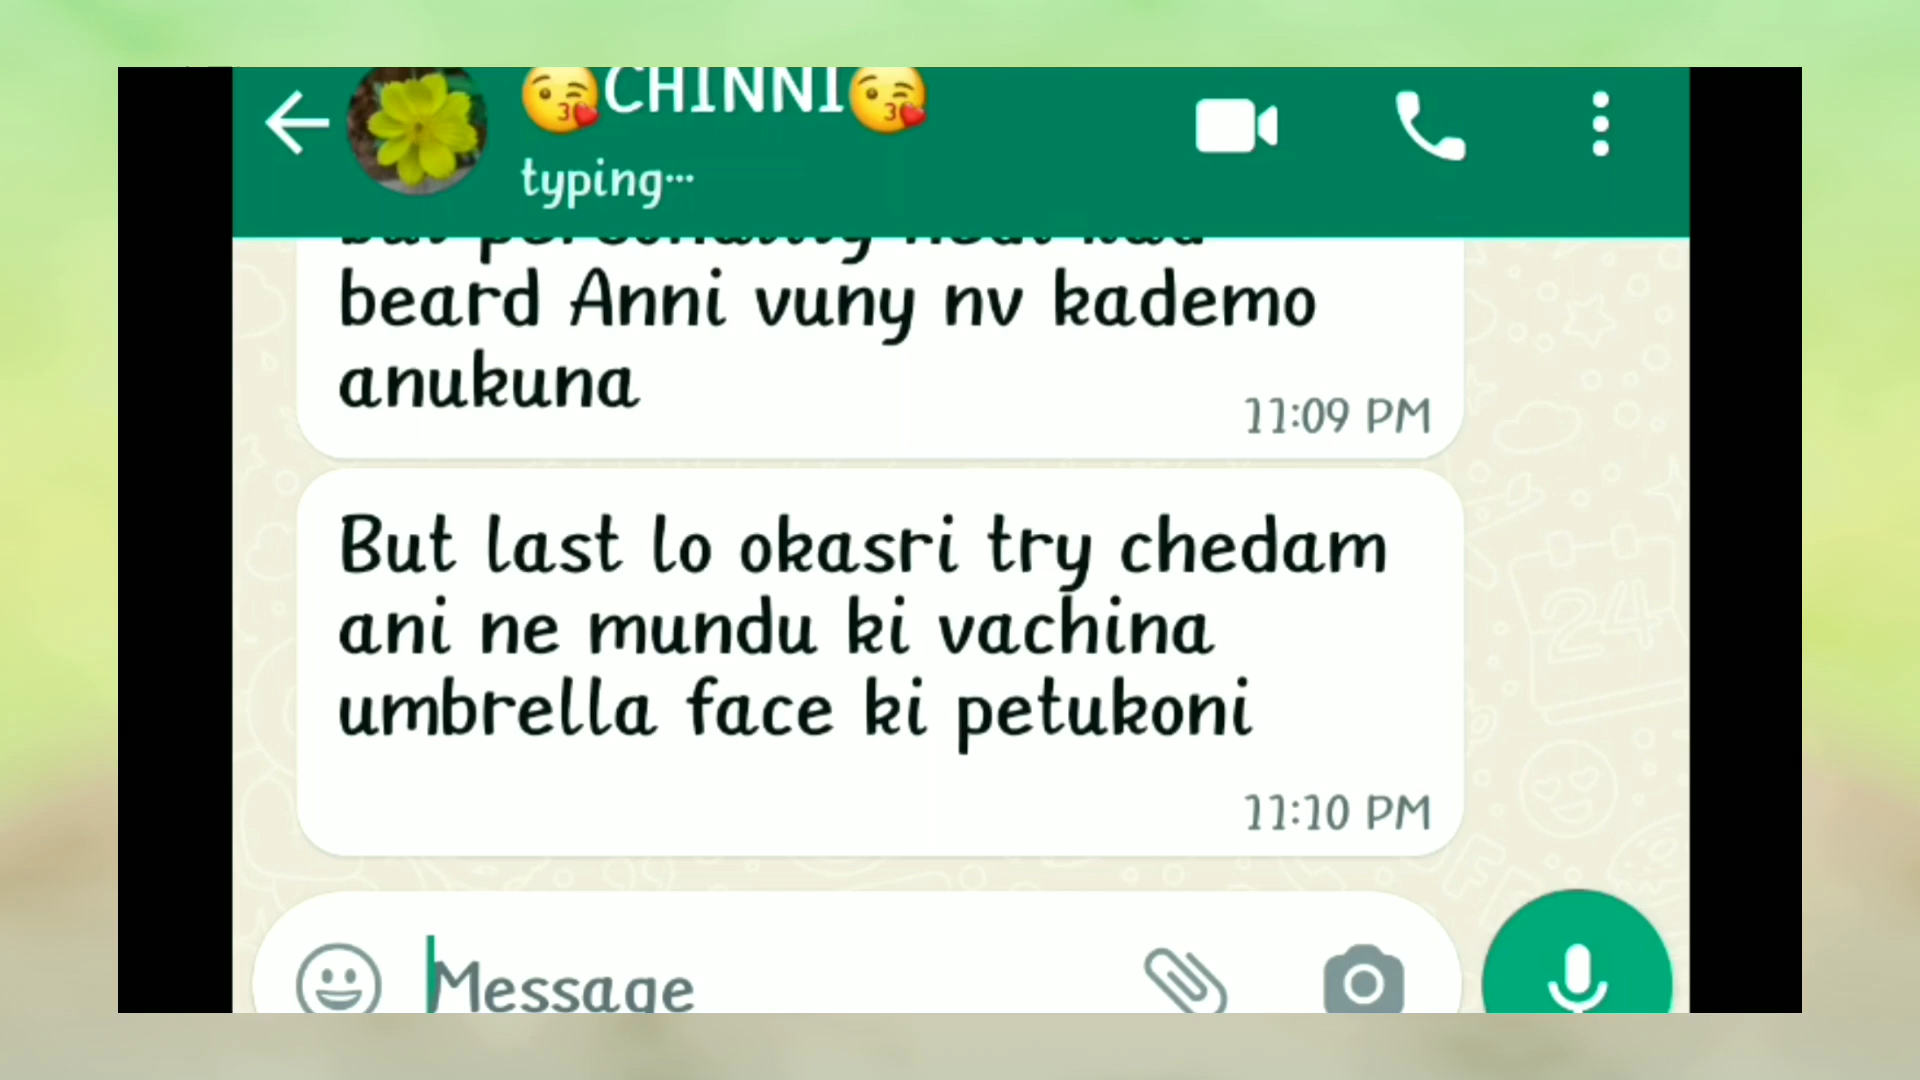 😘CHINNI😘
typing...
beard Anni vuny nv kademo
anukuna
11:09 PM
But last lo okasri try chedam
ani ne mundu ki vachina
umbrella face ki petukoni
11:10 PM
Message